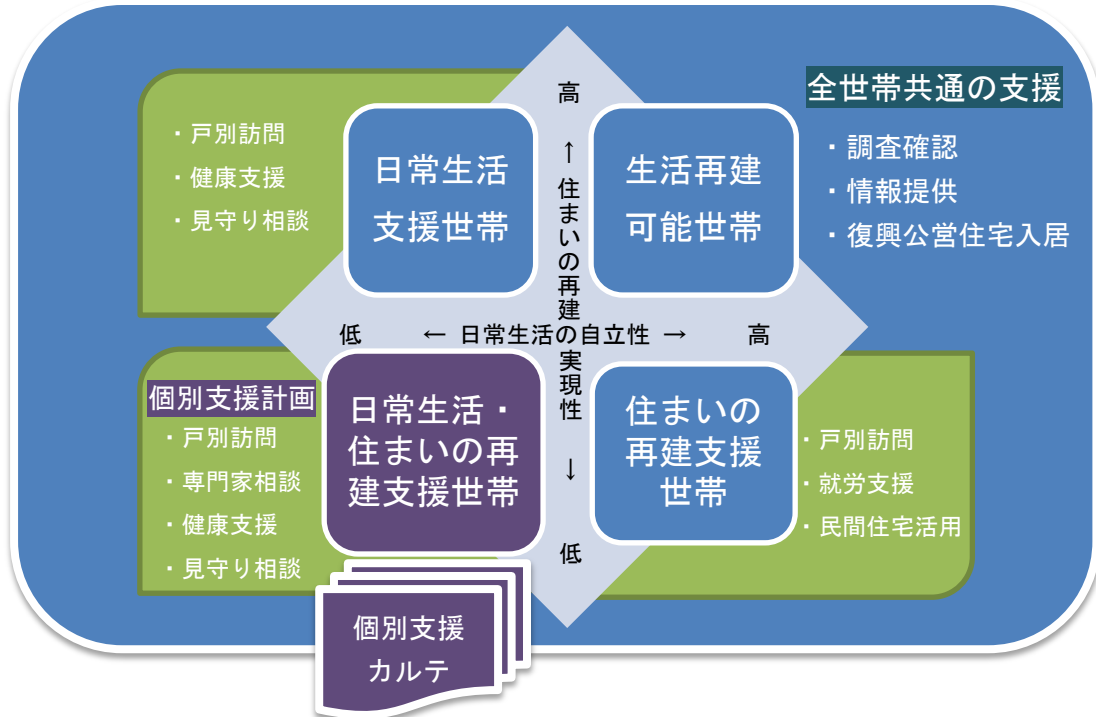 全世帯共通の支援
・調査確認
・情報提供
・復興公営住宅入居
・戸別訪問
・健康支援
・見守り相談
日常生活
支援世帯
生活再建
可能世帯
高
↑
住まいの再建
実現性
↓
低
低 ← 日常生活の自立性 → 高
個別支援計画
・戸別訪問
・専門家相談
・健康支援
・見守り相談
日常生活・
住まいの再
建支援世帯
住まいの
再建支援
世帯
・戸別訪問
・就労支援
・民間住宅活用
個別支援
カルテ